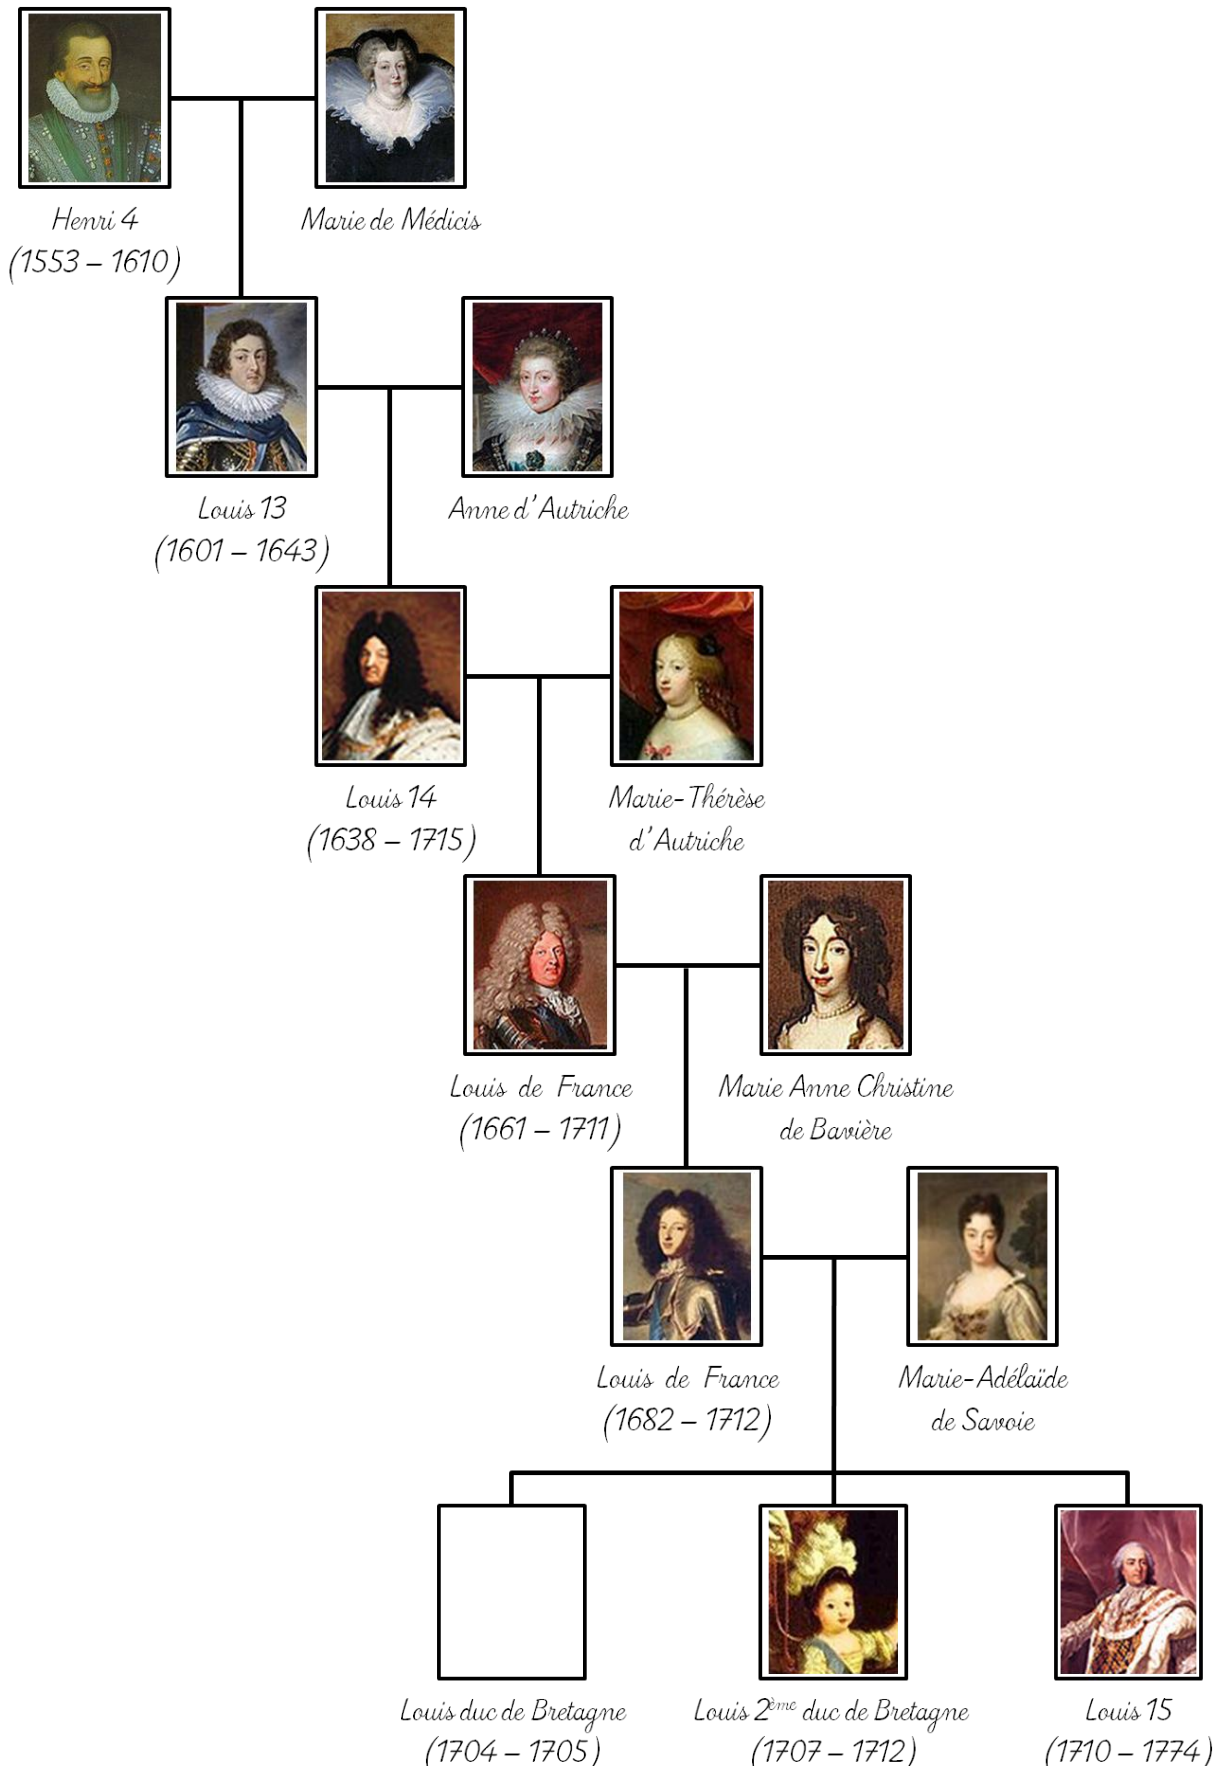 Henri 4
(1553 – 1610)
Marie de Médicis
Louis 13
(1601 – 1643)
Anne d'Autriche
Louis 14
(1638 – 1715)
Marie-Thérèse
d'Autriche
Louis de France
(1661 – 1711)
Marie Anne Christine
de Bavière
Louis de France
(1682 – 1712)
Marie-Adélaïde
de Savoie
Louis duc de Bretagne
(1704 – 1705)
Louis 2ème duc de Bretagne
(1707 – 1712)
Louis 15
(1710 – 1774)